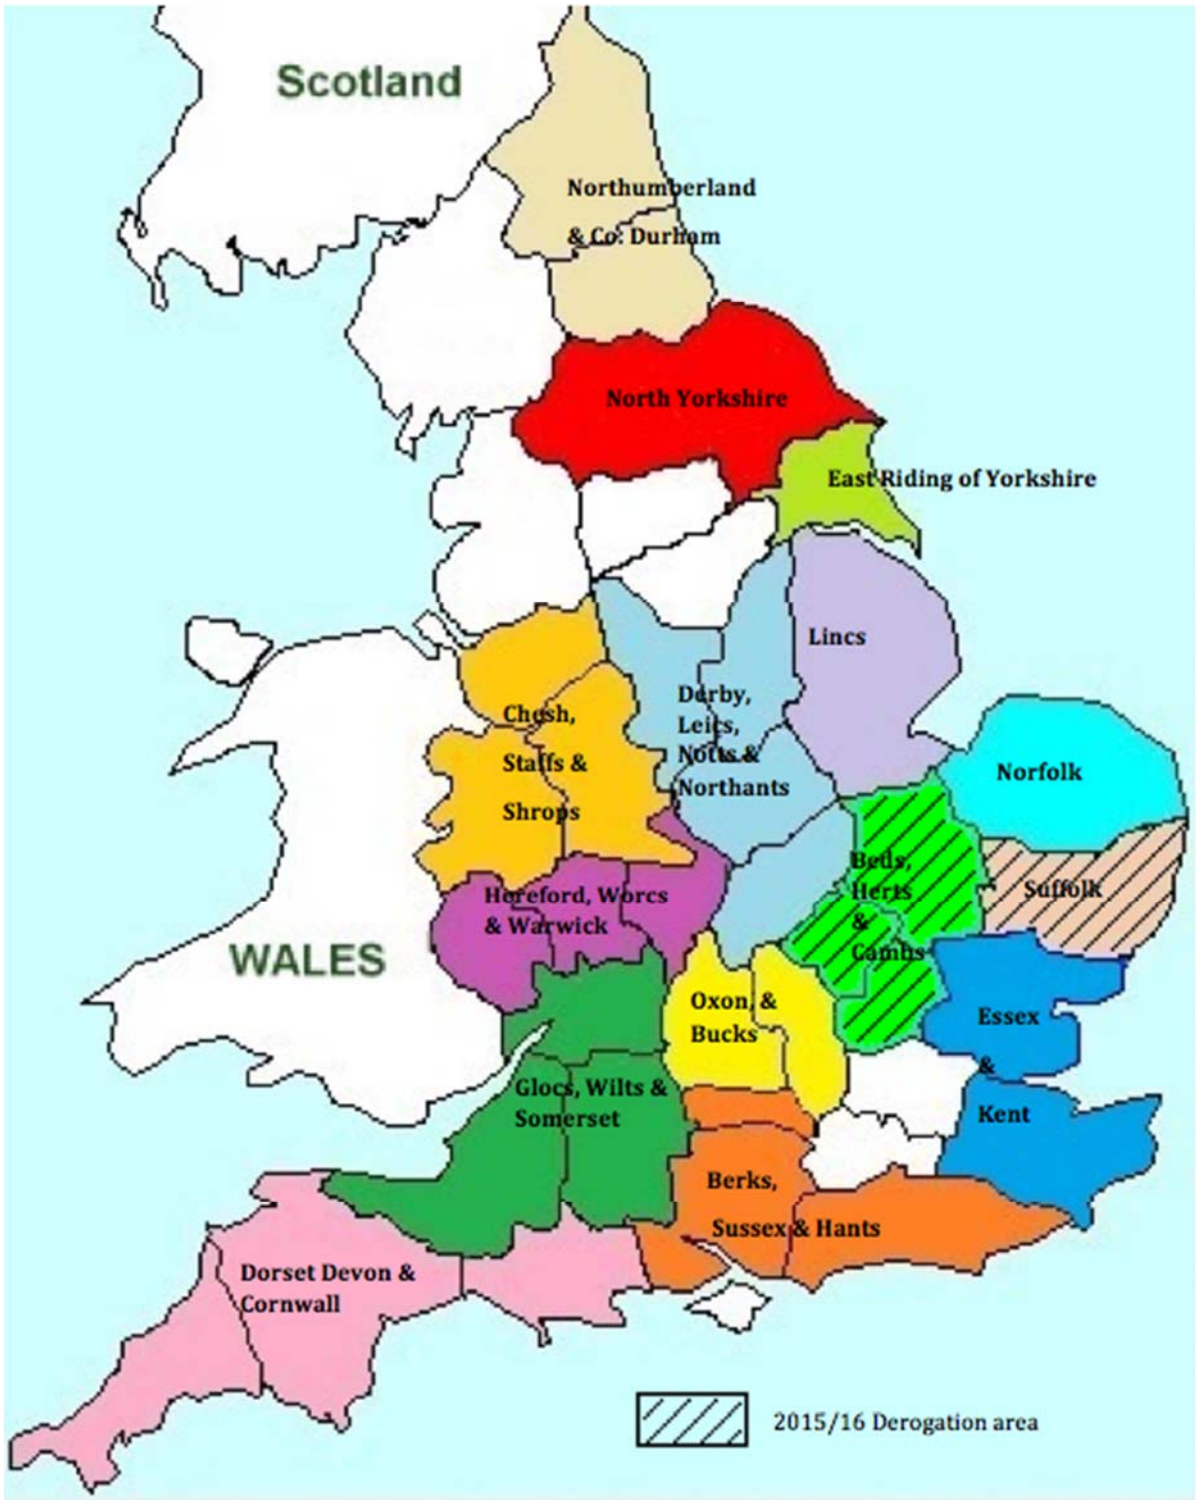 Scotland
Northumberland
& Co. Durham
North Yorkshire
East Riding of Yorkshire
Lincs
Derby,
Leics,
Notts &
Northants
Chesh,
Staffs &
Shrops
Norfolk
Beds,
Herts
&
Cambs
Suffolk
Hereford, Worcs
& Warwick
WALES
Oxon, &
Bucks
Essex
&
Kent
Glocs, Wilts &
Somerset
Berks,
Sussex & Hants
Dorset Devon &
Cornwall
2015/16 Derogation area